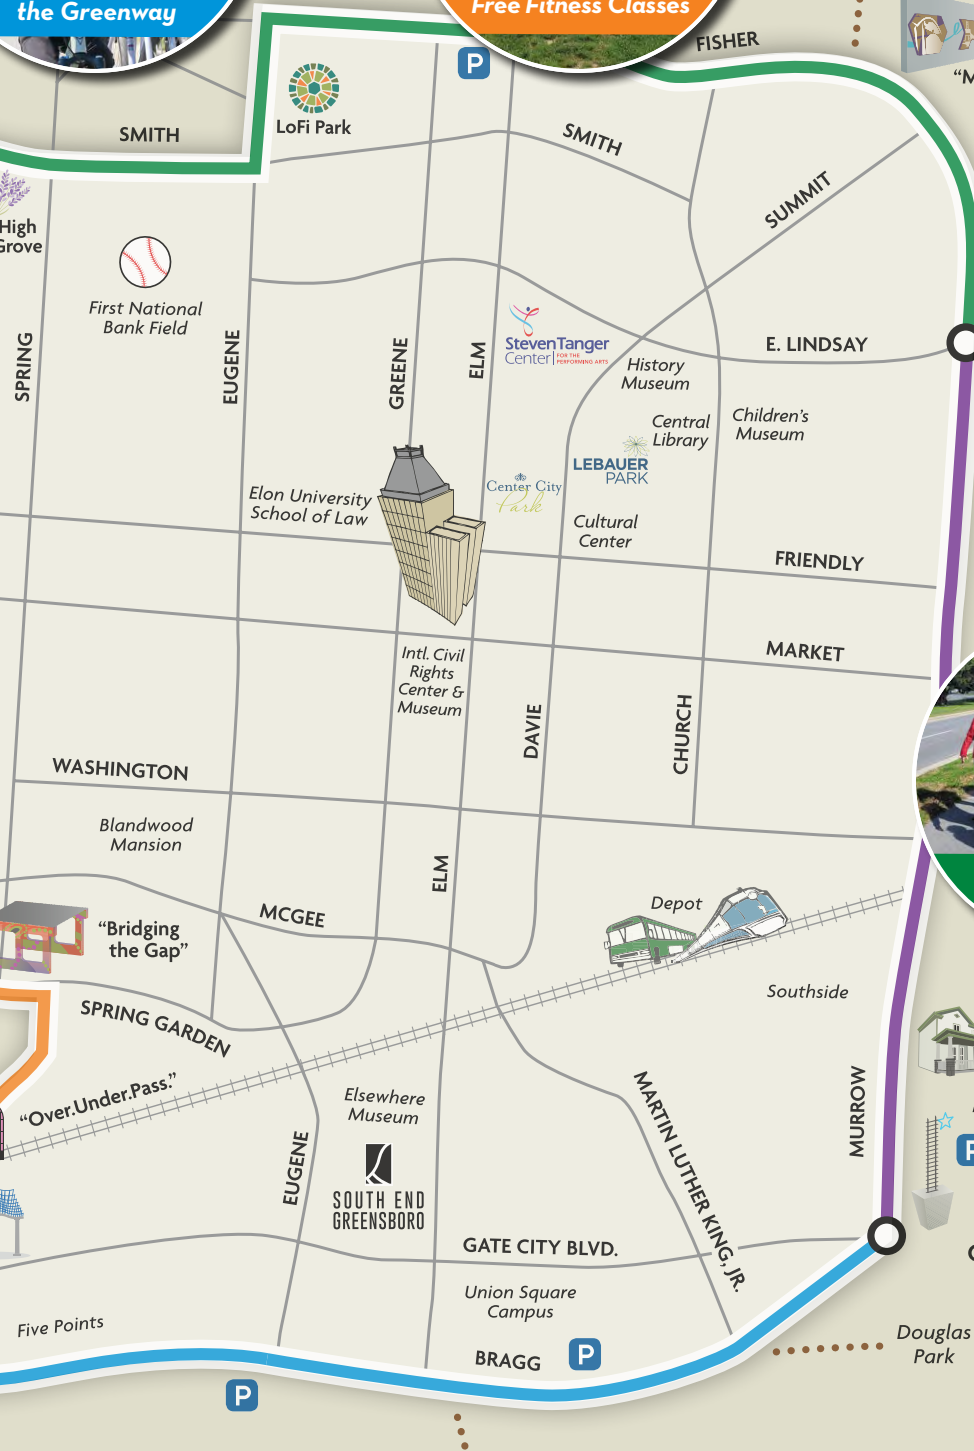 the Greenway
Free Fitness Classes
FISHER
P
"M
LoFi Park
SMITH
SMITH
SUMMIT
High
Grove
First National
Bank Field
SPRING
EUGENE
GREENE
ELM
StevenTanger
Center FOR THE
PERFORMING ARTS
E. LINDSAY
History
Museum
Central
Library
Children's
Museum
LEBAUER
PARK
Center City
Park
Elon University
School of Law
Cultural
Center
FRIENDLY
MARKET
Intl. Civil
Rights
Center &
Museum
DAVIE
CHURCH
WASHINGTON
Blandwood
Mansion
ELM
MCGEE
Depot
"Bridging
the Gap"
Southside
SPRING GARDEN
"Over.Under.Pass."
Elsewhere
Museum
MARTIN LUTHER KING, JR.
MURROW
EUGENE
SOUTH END
GREENSBORO
P
GATE CITY BLVD.
Union Square
Campus
Five Points
BRAGG
P
Douglas
Park
P